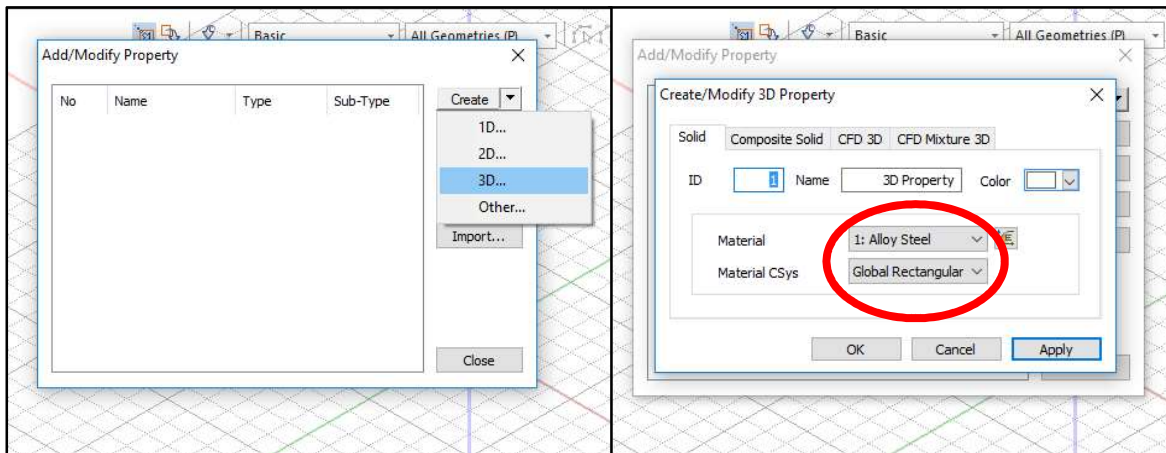 Basic All Geometries (P)
Add/Modify Property
No Name Type Sub-Type
Create
1D...
2D...
3D...
Other...
Import...
Close
Basic All Geometries (P)
Add/Modify Property
Create/Modify 3D Property
Solid Composite Solid CFD 3D CFD Mixture 3D
ID 1 Name 3D Property Color
Material 1: Alloy Steel
Material CSys Global Rectangular
OK Cancel Apply